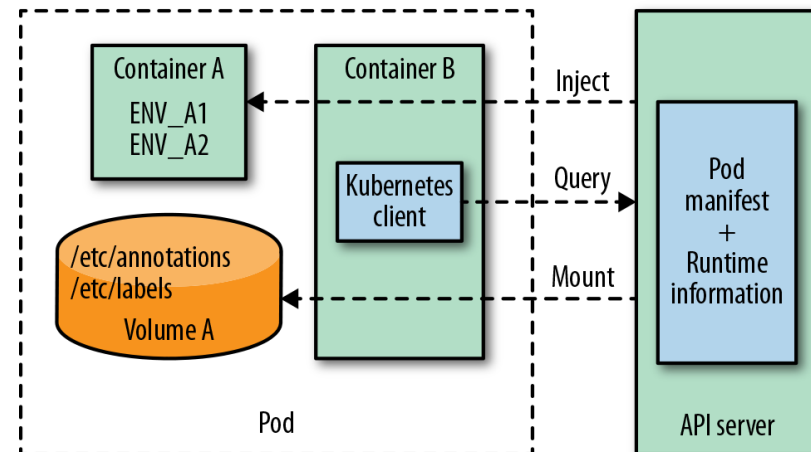 Container A
ENV_A1
ENV_A2
Container B
Kubernetes
client
/etc/annotations
/etc/labels
Volume A
Pod
Inject
Query
Mount
Pod
manifest
+
Runtime
information
API server